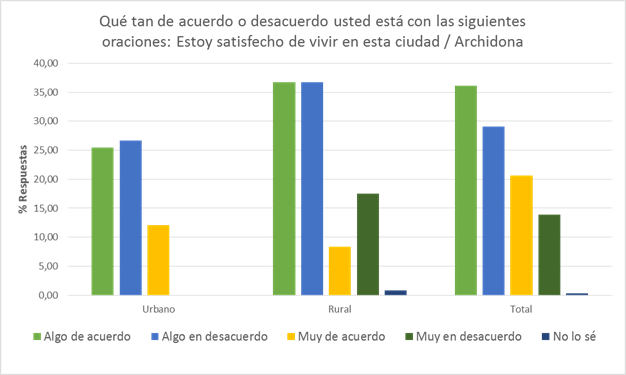 Qué tan de acuerdo o desacuerdo usted está con las siguientes
oraciones: Estoy satisfecho de vivir en esta ciudad / Archidona
40,00
35,00
30,00
25,00
20,00
15,00
10,00
5,00
0,00
% Respuestas
Urbano Rural Total
Algo de acuerdo Algo en desacuerdo Muy de acuerdo Muy en desacuerdo No lo sé